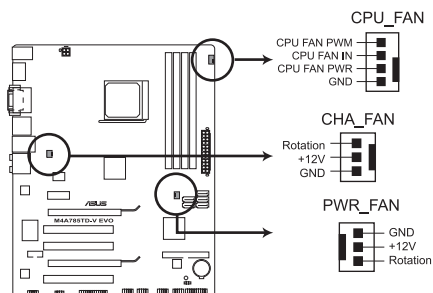 CPU_FAN
CPU FAN PWM
CPU FAN IN
CPU FAN PWR
GND
CHA_FAN
Rotation
+12V
GND
PWR_FAN
GND
+12V
Rotation
/SUS
M4A785TD-V EVO